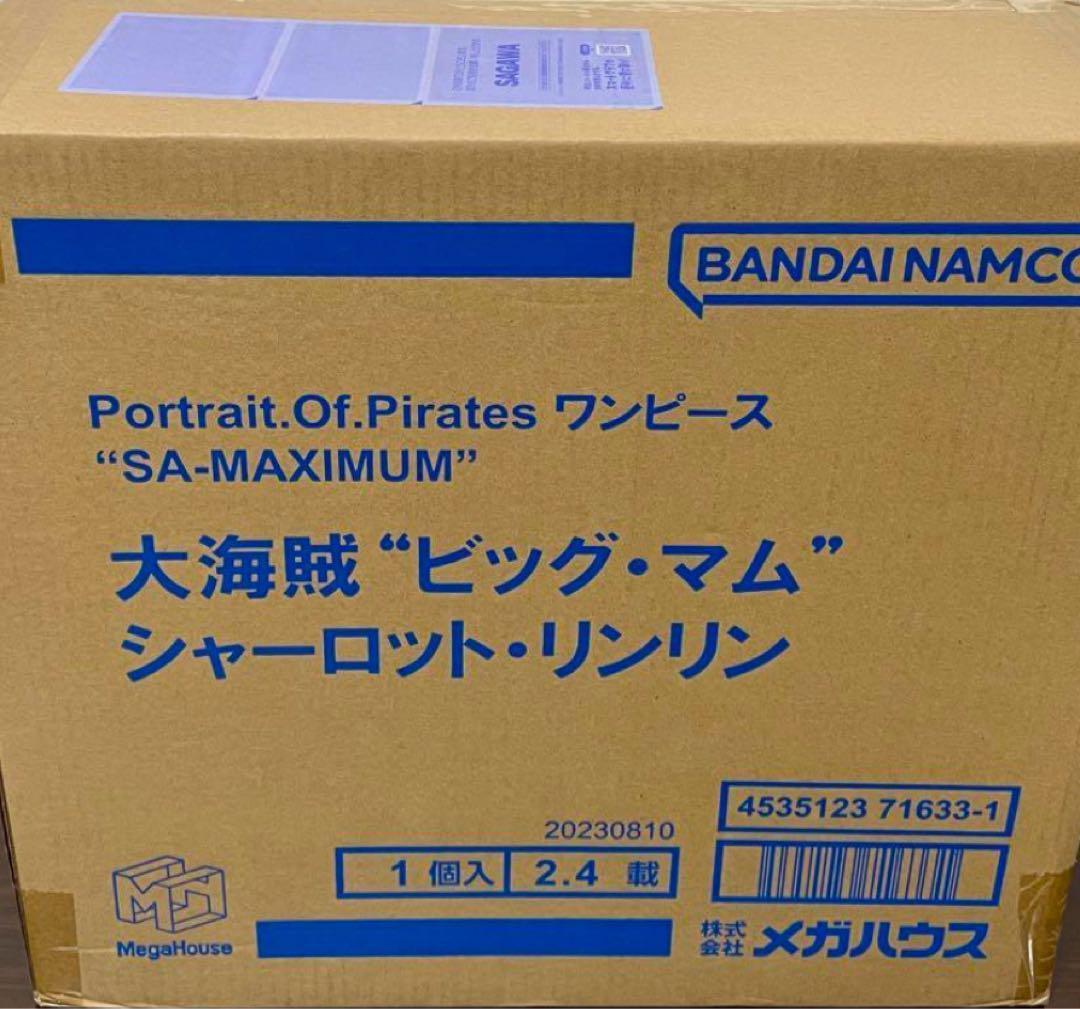 SAGAWA
BANDAI NAMCO
Portrait.Of.Pirates ワンピース
“SA-MAXIMUM”
大海賊“ビッグ・マム”
シャーロット・リンリン
4535123 71633-1
20230810
1 個入 2.4 載
MegaHouse
株式会社 メガハウス